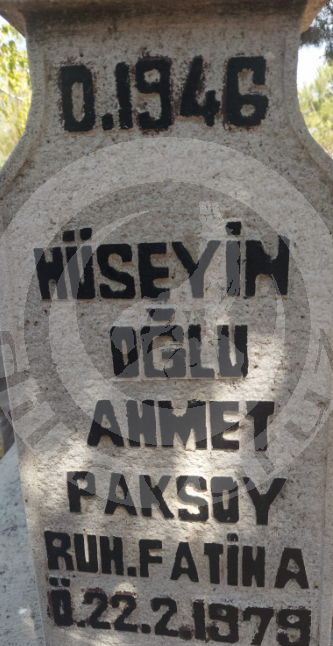 D.1946
HÜSEYİN
OĞLU
AHMET
PAKSOY
RUH.FATİHA
Ö.22.2.1979